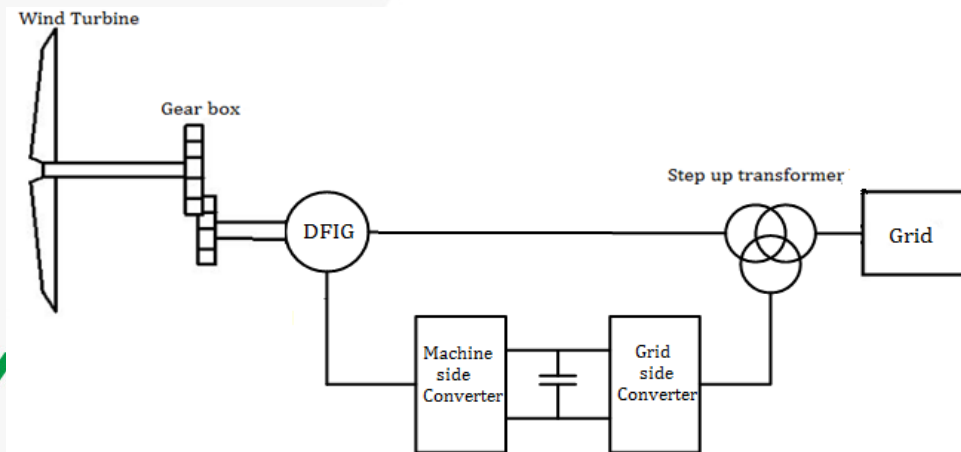 Wind Turbine
Gear box
Step up transformer
DFIG
Grid
Machine
side
Converter
Grid
side
Converter